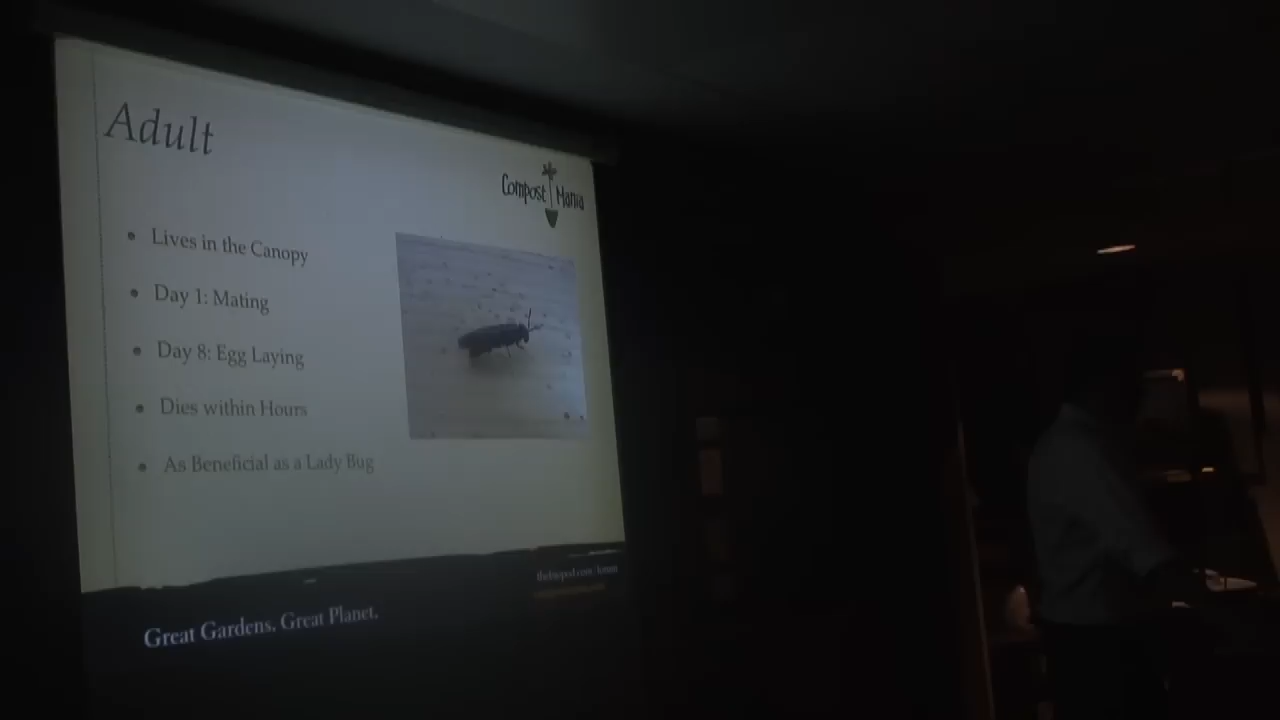 Adult
Compost Mania
Lives in the Canopy
Day 1: Mating
Day 8: Egg Laying
Dies within Hours
As Beneficial as a Lady Bug
Great Gardens. Great Planet.